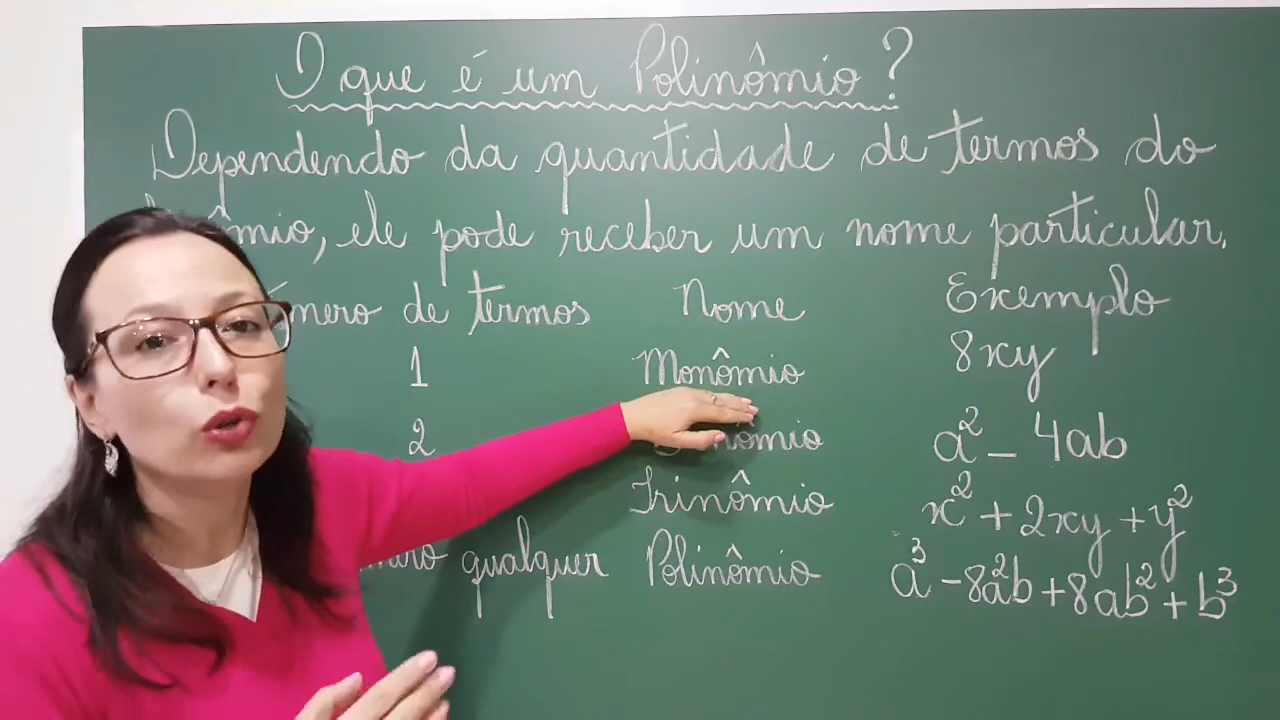 O que é um Polinômio?
Dependendo da quantidade de termos do
ele pode receber um nome particular.
de termos Nome Exemplo
1 Monômio 8xy
2 a² - 4ab
Trinômio x² + 2xy + y²
qualquer Polinômio a³ - 8a²b + 8ab² + b³